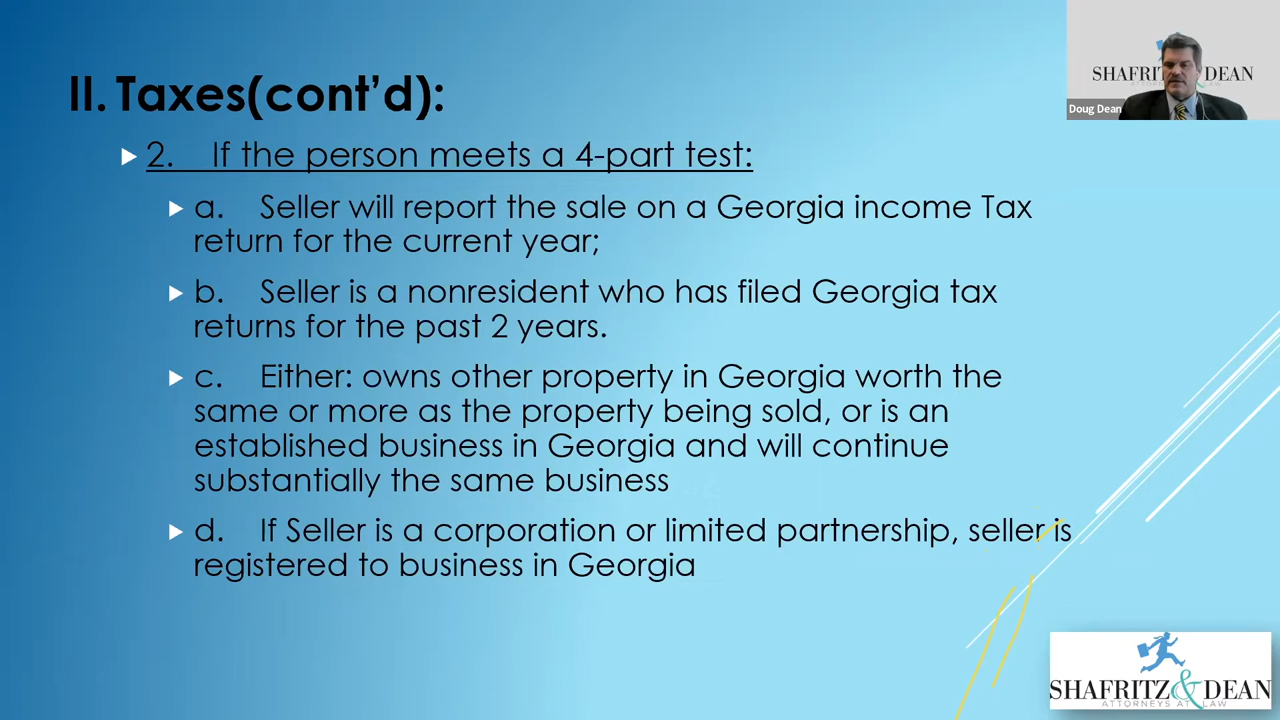 II. Taxes(cont'd):
2. If the person meets a 4-part test:
a. Seller will report the sale on a Georgia income Tax
return for the current year;
b. Seller is a nonresident who has filed Georgia tax
returns for the past 2 years.
c. Either: owns other property in Georgia worth the
same or more as the property being sold, or is an
established business in Georgia and will continue
substantially the same business
d. If Seller is a corporation or limited partnership, seller is
registered to business in Georgia
SHAFRITZ DEAN
Doug Dean
SHAFRITZ & DEAN
ATTORNEYS AT LAW